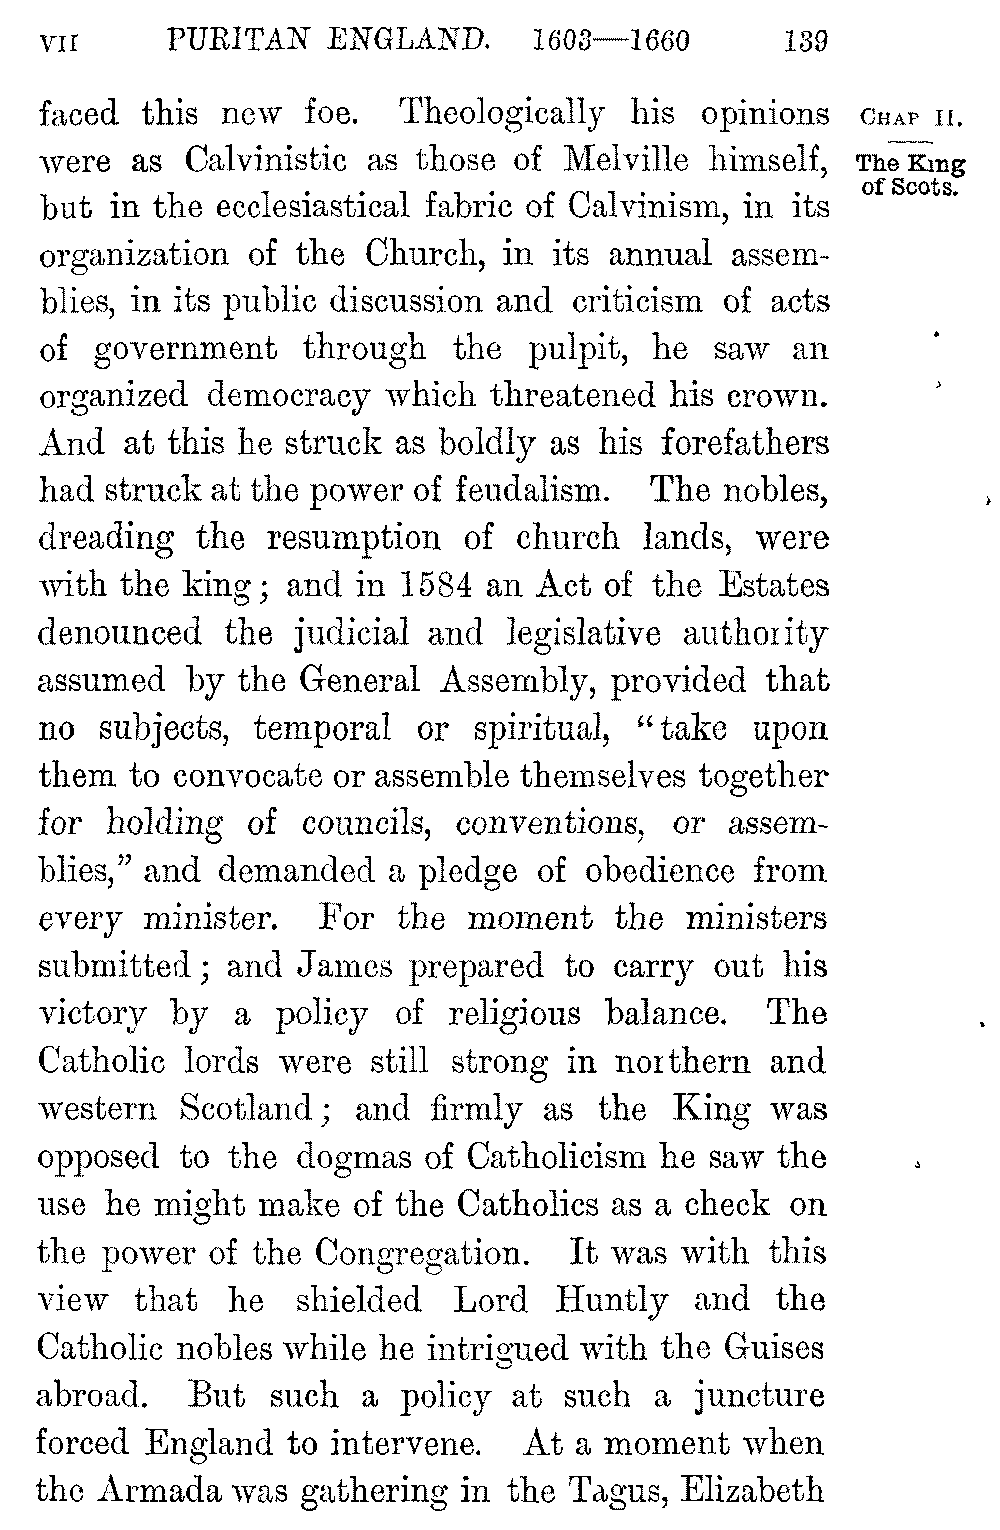 VII PURITAN ENGLAND. 1603—1660 139
faced this new foe. Theologically his opinions
were as Calvinistic as those of Melville himself,
but in the ecclesiastical fabric of Calvinism, in its
organization of the Church, in its annual assem-
blies, in its public discussion and criticism of acts
of government through the pulpit, he saw an
organized democracy which threatened his crown.
And at this he struck as boldly as his forefathers
had struck at the power of feudalism. The nobles,
dreading the resumption of church lands, were
with the king; and in 1584 an Act of the Estates
denounced the judicial and legislative authority
assumed by the General Assembly, provided that
no subjects, temporal or spiritual, “take upon
them to convocate or assemble themselves together
for holding of councils, conventions, or assem-
blies,” and demanded a pledge of obedience from
every minister. For the moment the ministers
submitted; and James prepared to carry out his
victory by a policy of religious balance. The
Catholic lords were still strong in northern and
western Scotland; and firmly as the King was
opposed to the dogmas of Catholicism he saw the
use he might make of the Catholics as a check on
the power of the Congregation. It was with this
view that he shielded Lord Huntly and the
Catholic nobles while he intrigued with the Guises
abroad. But such a policy at such a juncture
forced England to intervene. At a moment when
the Armada was gathering in the Tagus, Elizabeth
CHAP II.
The King
of Scots.